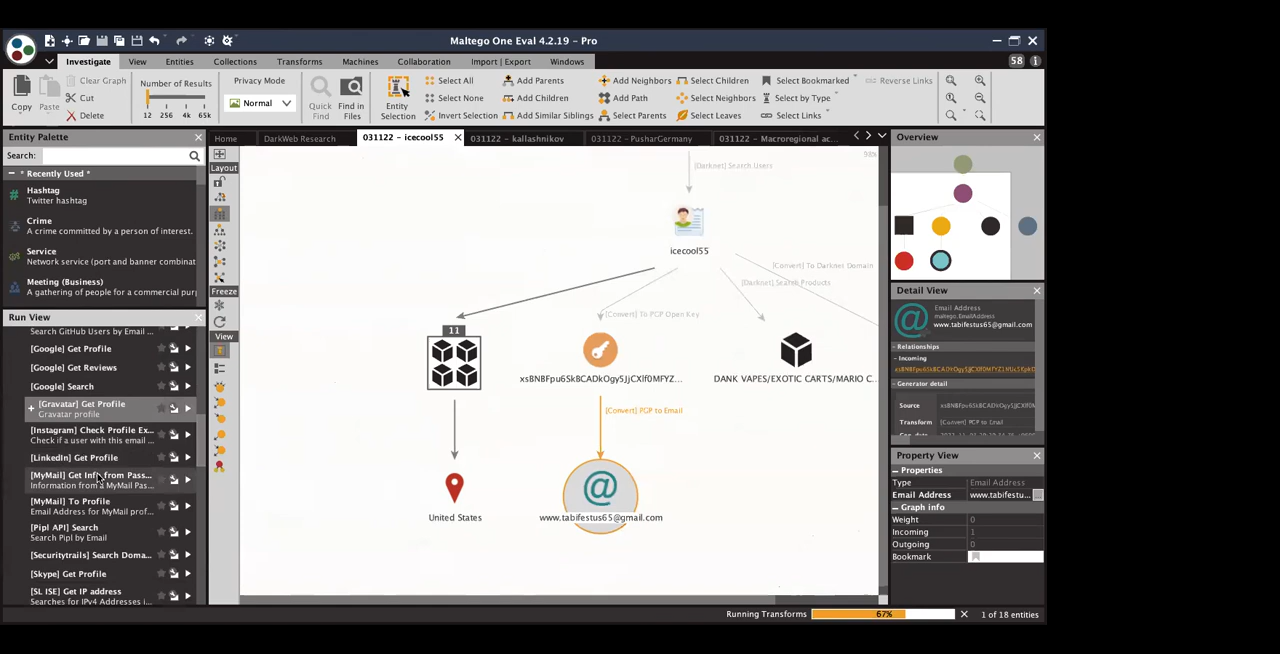 Maltego One Eval 4.2.19 - Pro
Investigate View Entities Collections Transforms Machines Collaboration Import | Export Windows
58
Copy Paste Clear Graph Cut Delete
Number of Results
12 256 4k 65k
Privacy Mode
Normal
Quick Find
Find in Files
Entity Selection
Select All
Select None
Invert Selection
Add Parents
Add Children
Add Similar Siblings
Add Neighbors
Add Path
Select Parents
Select Children
Select Neighbors
Select Leaves
Select Bookmarked
Select by Type
Select Links
Reverse Links
Entity Palette
Search:
* Recently Used *
Hashtag
Twitter hashtag
Crime
A crime committed by a person of interest.
Service
Network service (port and banner combinat
Meeting (Business)
A gathering of people for a commercial pur
Run View
Search GitHub Users by Email ...
[Google] Get Profile
[Google] Get Reviews
[Google] Search
[Gravatar] Get Profile
Gravatar profile
[Instagram] Check Profile Ex...
Check if a user with this email ...
[LinkedIn] Get Profile
[MyMail] Get Info from Pass...
Information from a MyMail Pas...
[MyMail] To Profile
Email Address for MyMail prof...
[Pipl API] Search
Search Pipl by Email
[Securitytrails] Search Doma...
[Skype] Get Profile
[SL ISE] Get IP address
Searches for IPv4 Addresses i...
Home DarkWeb Research 031122 - icecool55 031122 - kallashnikov 031122 - PusharGermany 031122 - Macroregional ac...
Layout
Freeze
View
[Darknet] Search Users
icecool55
[Convert] To Darknet Domain
[Darknet] Search Products
[Convert] To PGP Open Key
11
DANK VAPES/EXOTIC CARTS/MARIO C...
[Convert] PGP to Email
United States
www.tabifestus65@gmail.com
Overview
Detail View
Email Address
maltego.EmailAddress
www.tabifestus65@gmail.com
Relationships
Incoming
Generator detail
Source
Transform [Convert] PGP to Email
Property View
Properties
Type Email Address
Email Address www.tabifestu...
Graph info
Weight 0
Incoming 1
Outgoing 0
Bookmark
Running Transforms 67% 1 of 18 entities